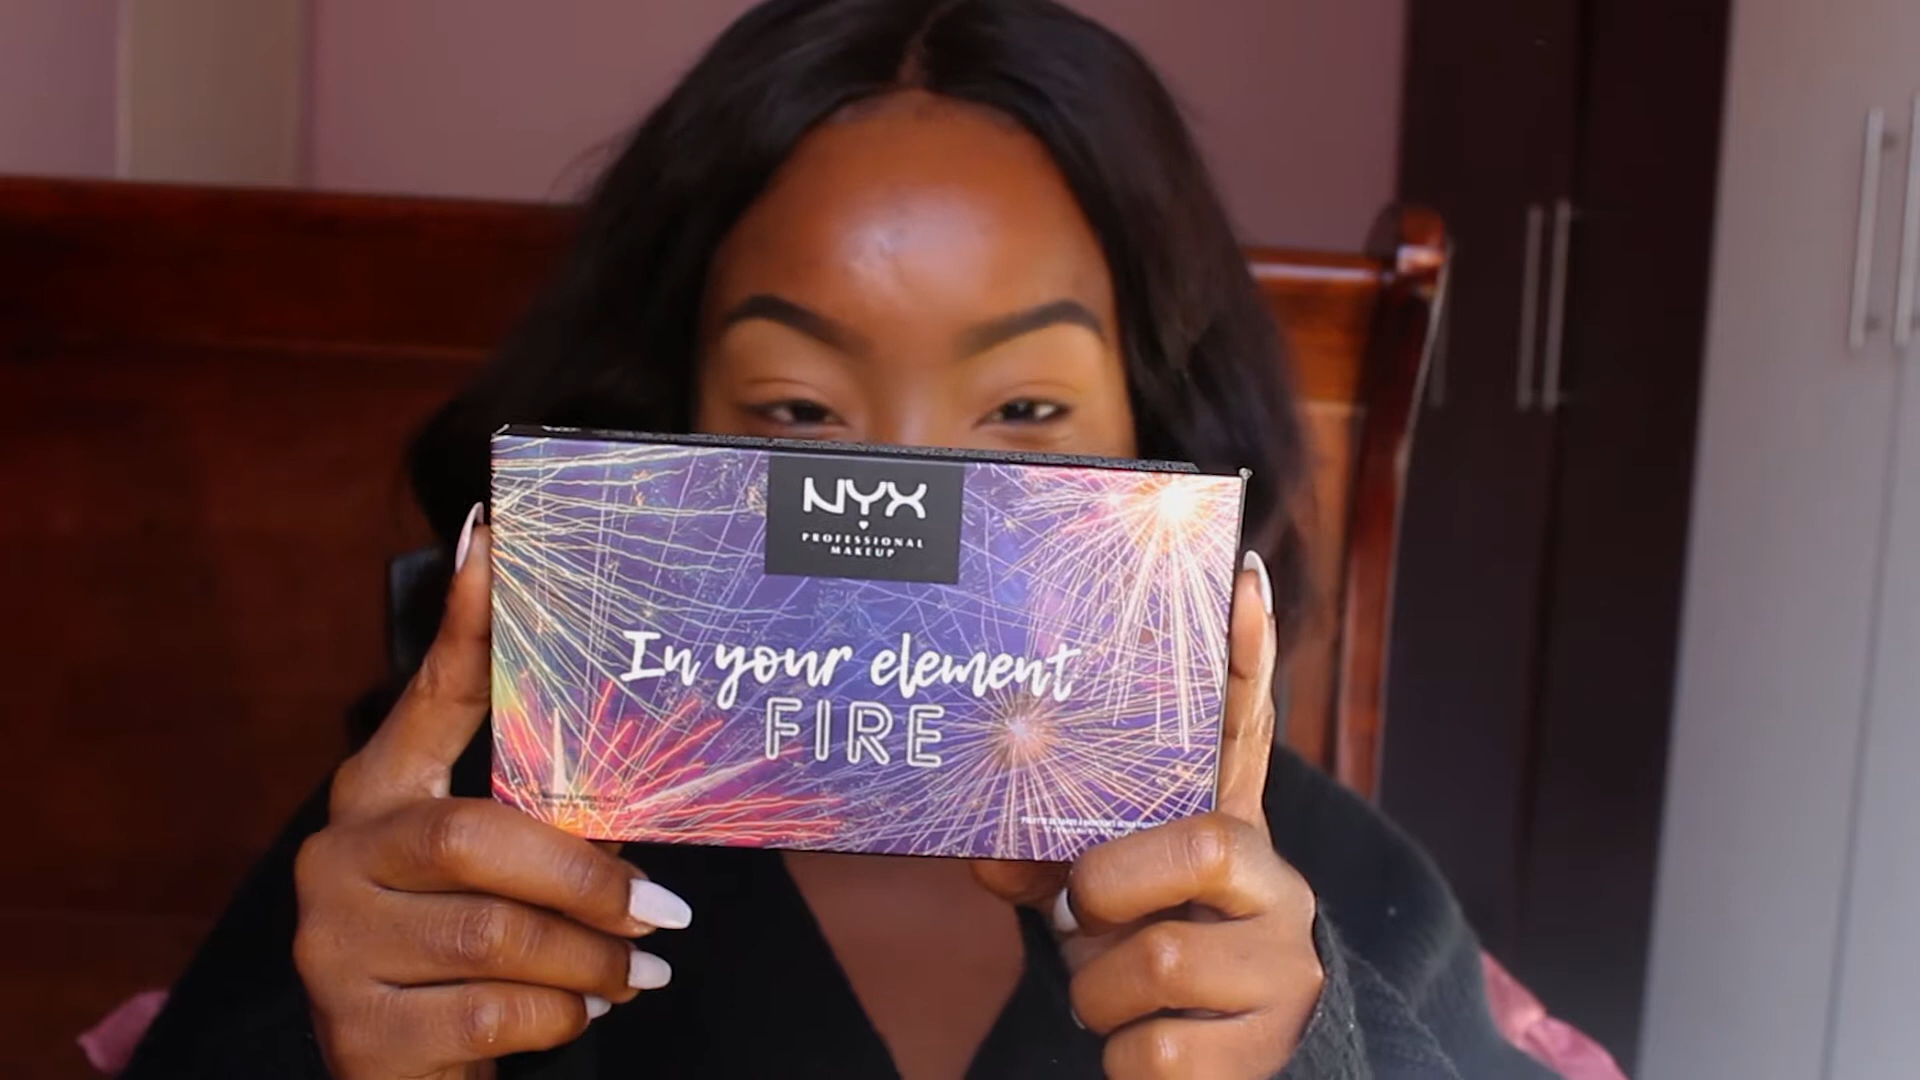 NYX
PROFESSIONAL
MAKEUP
In your element
FIRE